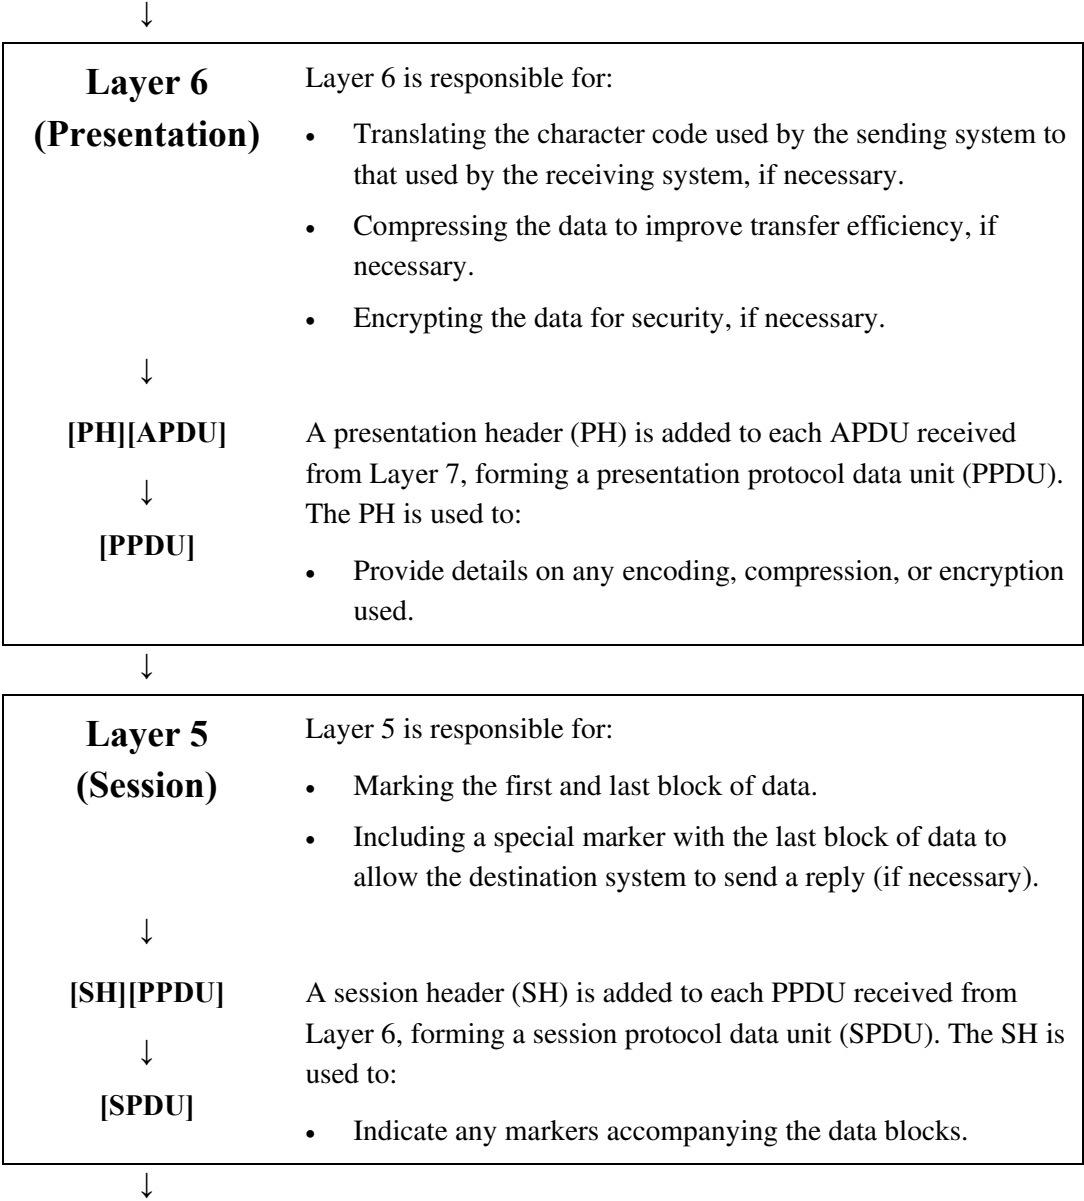 ↓
Layer 6
(Presentation)
Layer 6 is responsible for:
• Translating the character code used by the sending system to
that used by the receiving system, if necessary.
• Compressing the data to improve transfer efficiency, if
necessary.
• Encrypting the data for security, if necessary.
↓
[PH][APDU]
↓
[PPDU]
A presentation header (PH) is added to each APDU received
from Layer 7, forming a presentation protocol data unit (PPDU).
The PH is used to:
• Provide details on any encoding, compression, or encryption
used.
↓
Layer 5
(Session)
Layer 5 is responsible for:
• Marking the first and last block of data.
• Including a special marker with the last block of data to
allow the destination system to send a reply (if necessary).
↓
[SH][PPDU]
↓
[SPDU]
A session header (SH) is added to each PPDU received from
Layer 6, forming a session protocol data unit (SPDU). The SH is
used to:
• Indicate any markers accompanying the data blocks.
↓